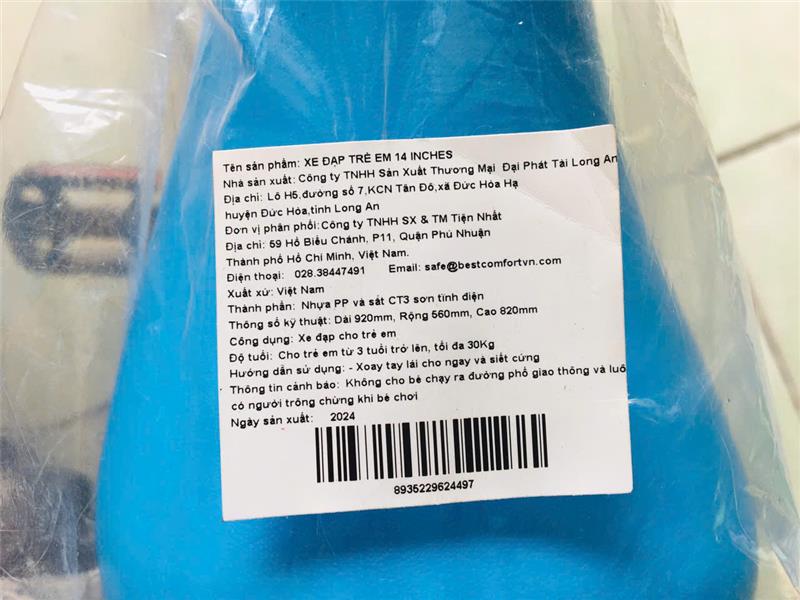 Tên sản phẩm: XE ĐẠP TRẺ EM 14 INCHES
Nhà sản xuất: Công ty TNHH Sản Xuất Thương Mại Đại Phát Tài Long An
Địa chỉ: Lô H5,đường số 7,KCN Tân Đô,xã Đức Hòa Hạ
huyện Đức Hóa,tỉnh Long An
Đơn vị phân phối:Công ty TNHH SX & TM Tiện Nhất
Địa chỉ: 59 Hồ Biểu Chánh, P11, Quận Phú Nhuận
Thành phố Hồ Chí Minh, Việt Nam.
Điện thoại: 028.38447491 Email: safe@bestcomfortvn.com
Xuất xứ: Việt Nam
Thành phần: Nhựa PP và sắt CT3 sơn tĩnh điện
Thông số kỹ thuật: Dài 920mm, Rộng 560mm, Cao 820mm
Công dụng: Xe đạp cho trẻ em
Độ tuổi: Cho trẻ em từ 3 tuổi trở lên, tối đa 30Kg
Hướng dẫn sử dụng: - Xoay tay lái cho ngay và siết cứng
Thông tin cảnh báo: Không cho bé chạy ra đường phố giao thông và luô
có người trông chừng khi bé chơi
Ngày sản xuất: 2024
8935229624497